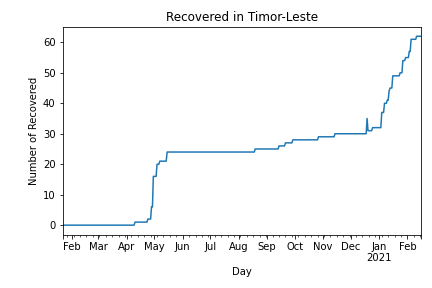 Recovered in Timor-Leste
Number of Recovered
60
50
40
30
20
10
0
Feb Mar Apr May Jun Jul Aug Sep Oct Nov Dec Jan Feb
2021
Day